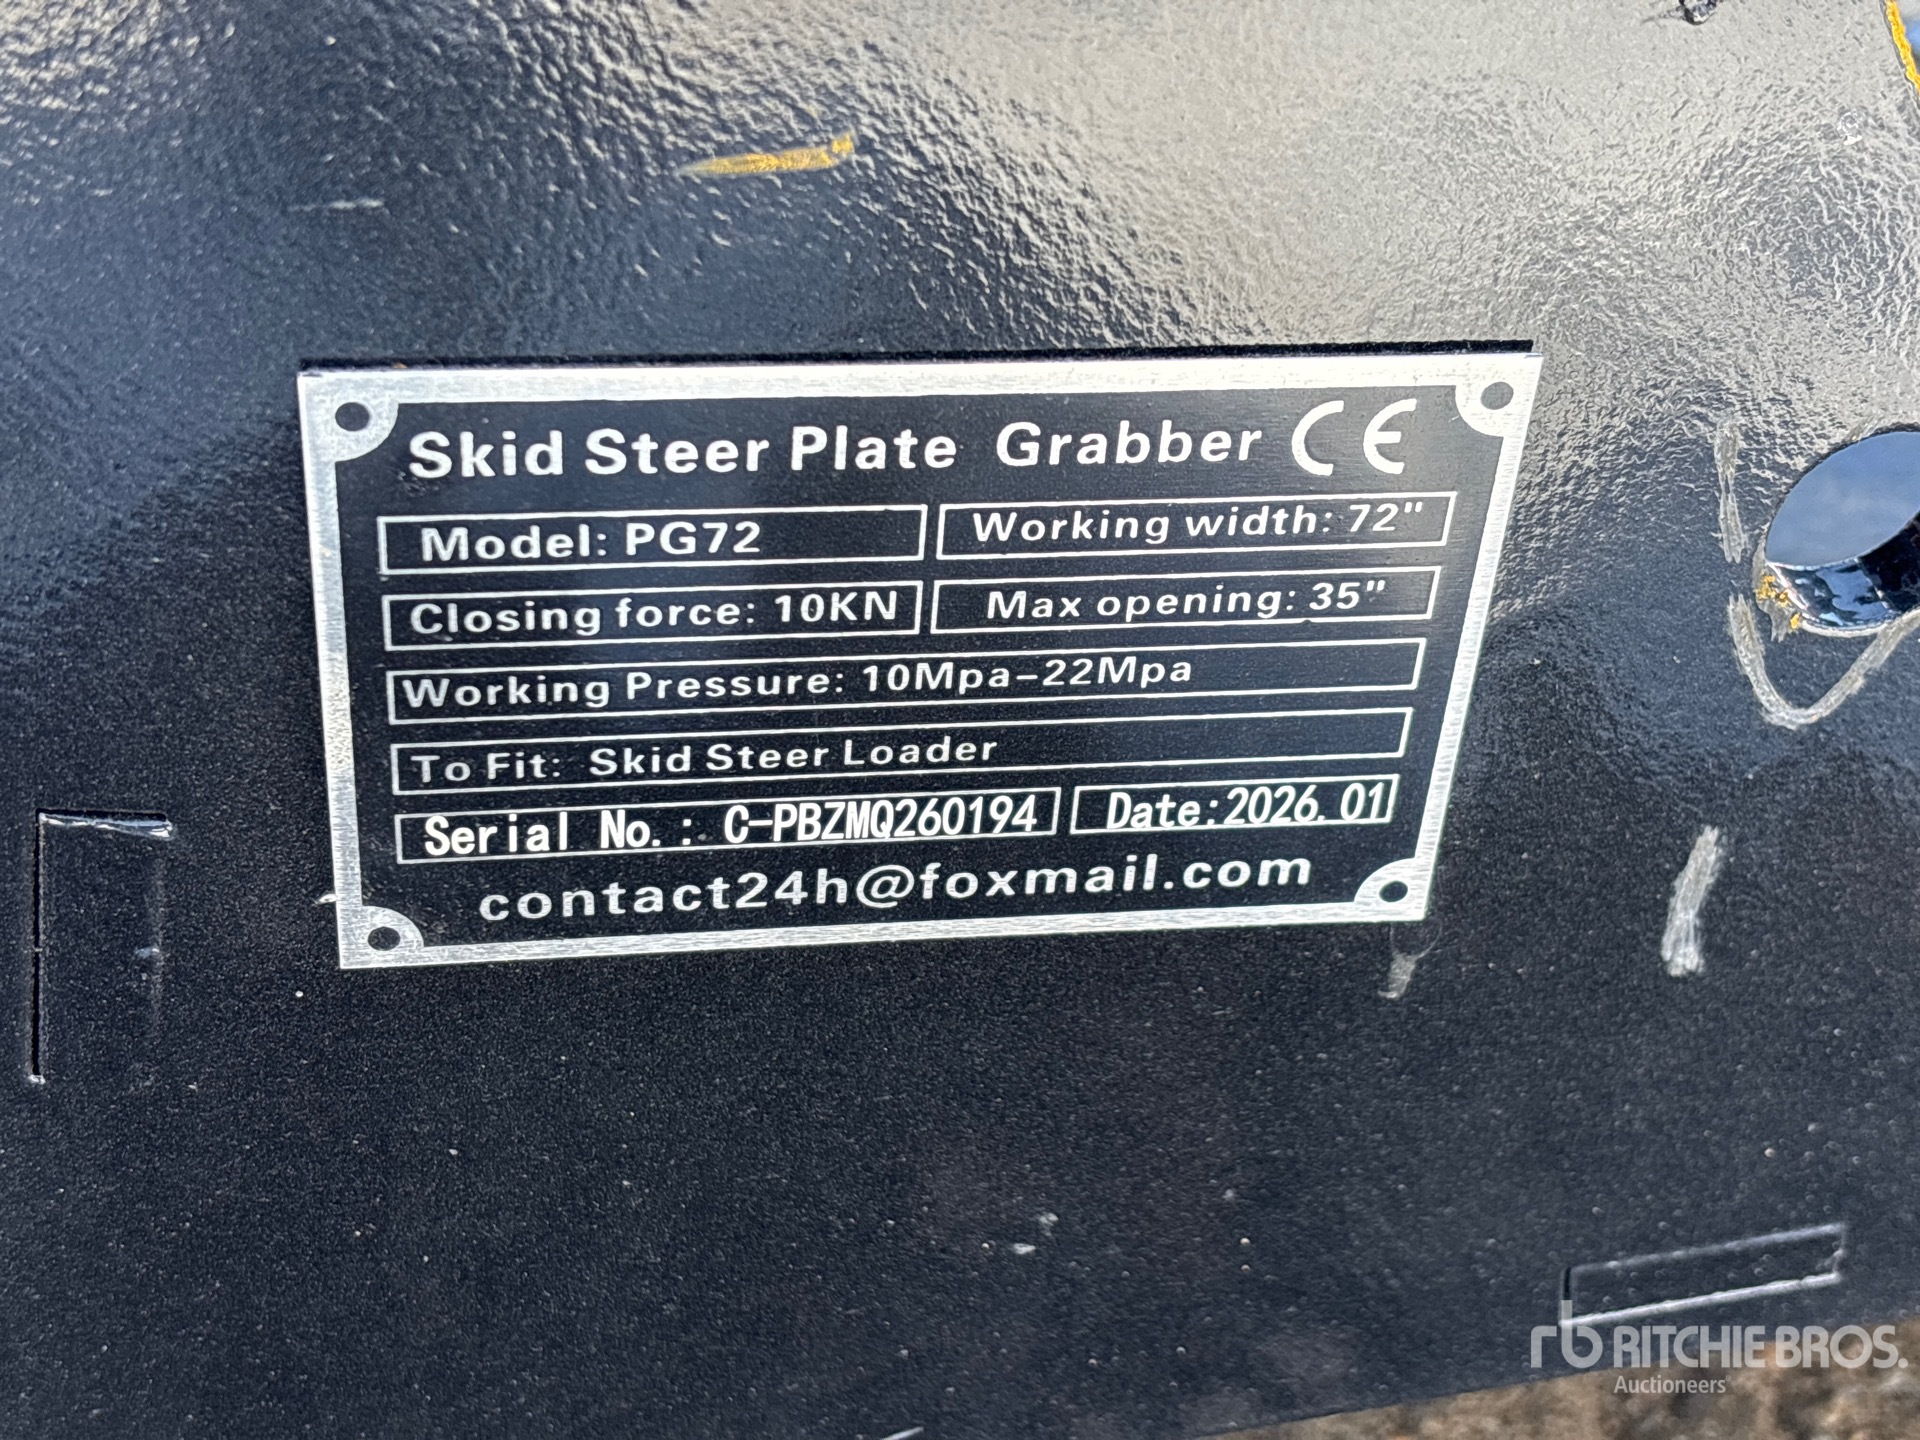 Skid Steer Plate Grabber CE
Model: PG72
Working width: 72"
Closing force: 10KN
Max opening: 35"
Working Pressure: 10Mpa-22Mpa
To Fit: Skid Steer Loader
Serial No.: C-PBZMQ260194
Date:2026.01
contact24h@foxmail.com
rb RITCHIE BROS.
Auctioneers